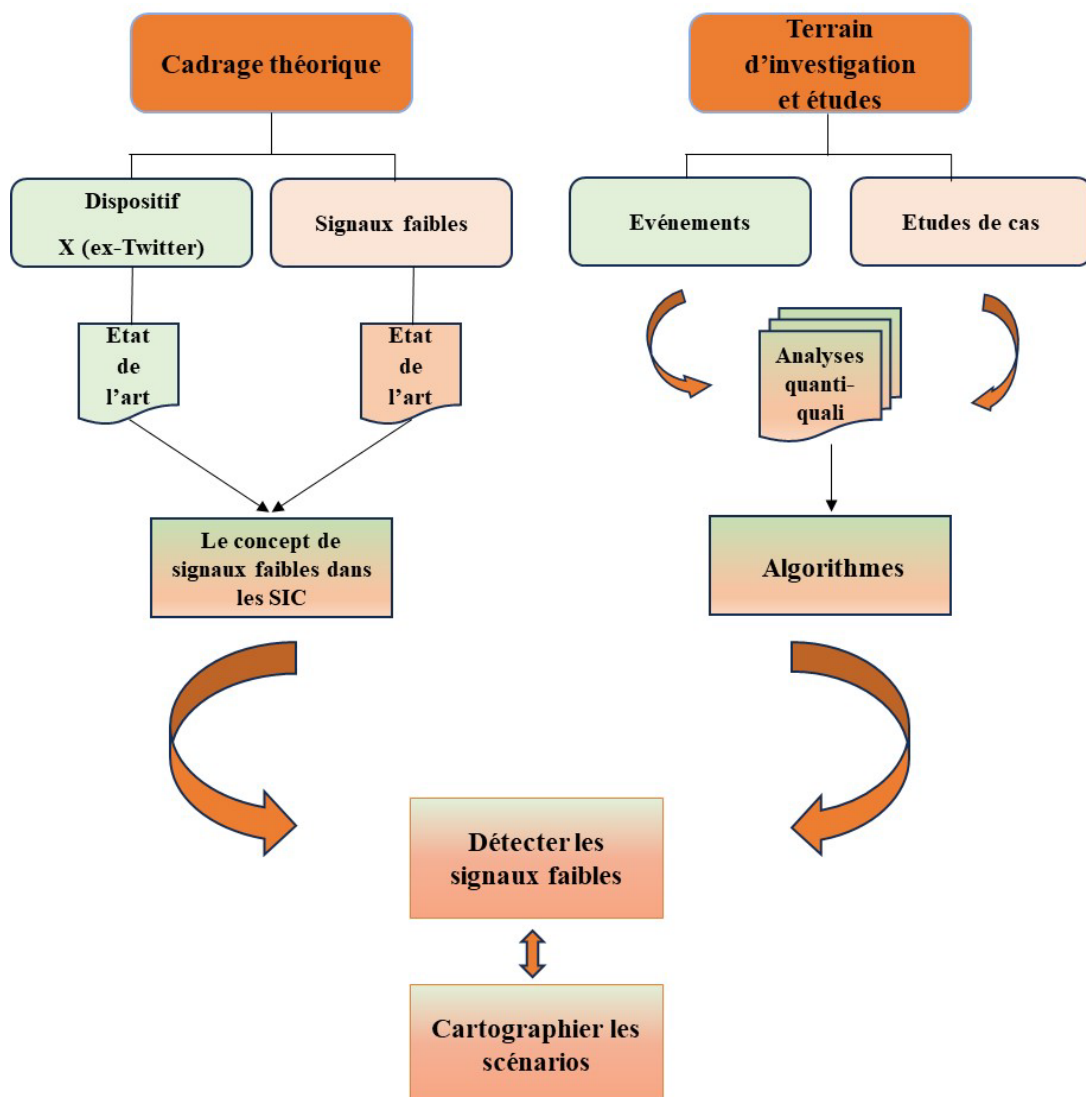 Cadrage théorique
Terrain
d’investigation
et études
Dispositif
X (ex-Twitter)
Signaux faibles
Evénements
Etudes de cas
Etat
de
l’art
Etat
de
l’art
Analyses
quanti-
quali
Le concept de
signaux faibles dans
les SIC
Algorithmes
Détecter les
signaux faibles
Cartographier les
scénarios